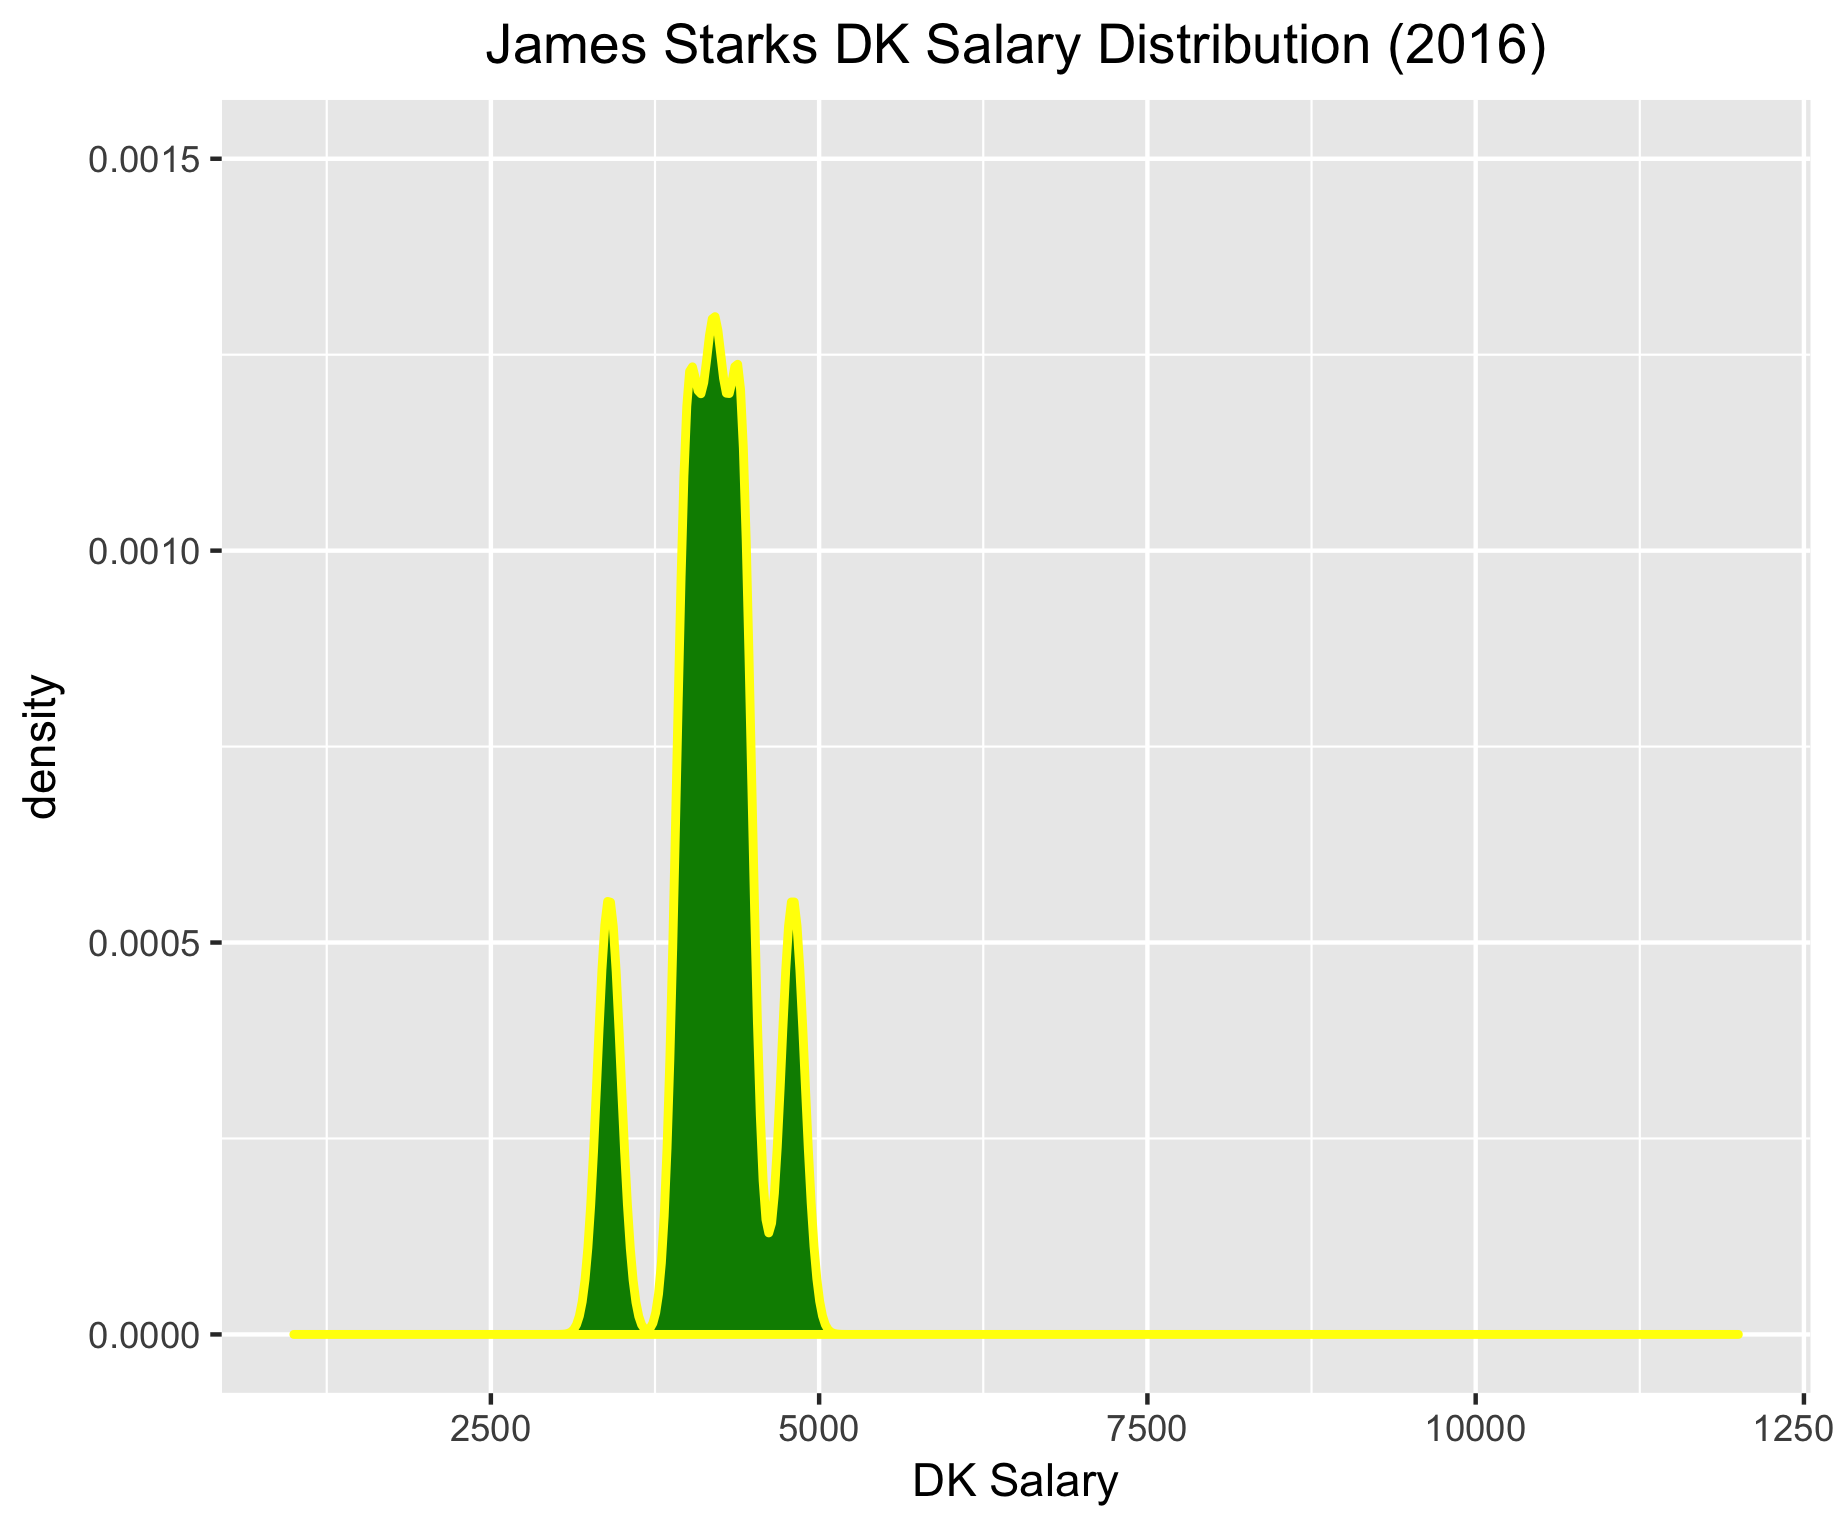 James Starks DK Salary Distribution (2016)
0.0015
0.0010
0.0005
0.0000
density
2500 5000 7500 10000 1250
DK Salary